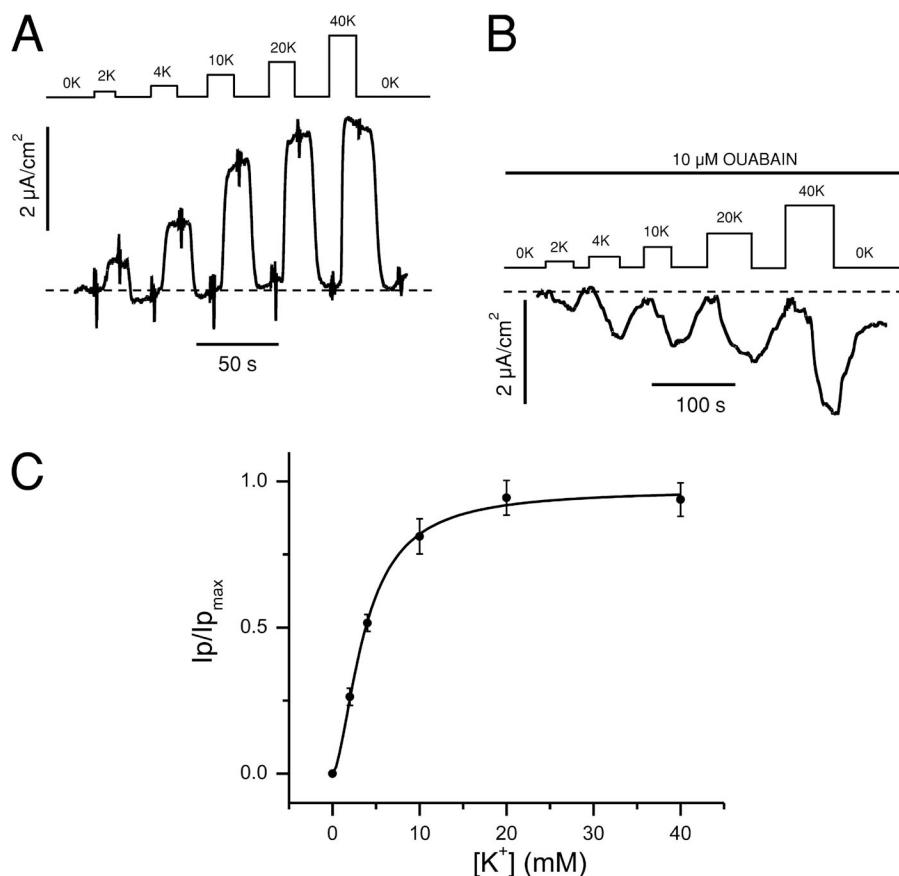 A
0K 2K 4K 10K 20K 40K 0K
2 µA/cm²
50 s
B
10 µM OUABAIN
0K 2K 4K 10K 20K 40K 0K
2 µA/cm²
100 s
C
Ip/Ipmax
1.0
0.5
0.0
0 10 20 30 40
[K⁺] (mM)